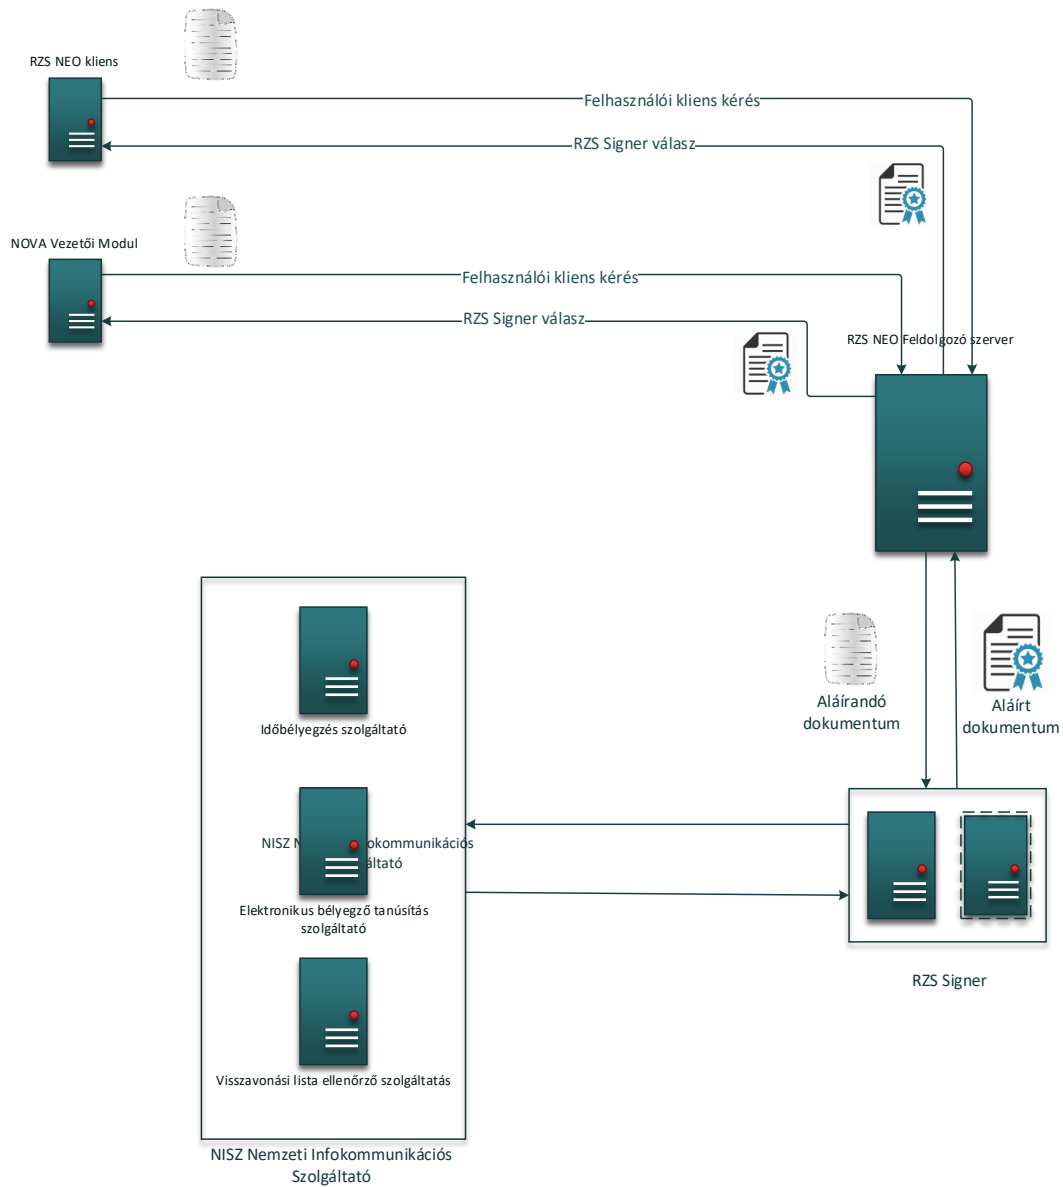 RZS NEO kliens
Felhasználói kliens kérés
RZS Signer válasz
NOVA Vezetői Modul
Felhasználói kliens kérés
RZS Signer válasz
RZS NEO Feldolgozó szerver
Aláírandó
dokumentum
Aláírt
dokumentum
Időbélyegzés szolgáltató
NISZ
Elektronikus bélyegző tanúsítás
szolgáltató
Visszavonási lista ellenőrző szolgáltatás
RZS Signer
NISZ Nemzeti Infokommunikációs
Szolgáltató